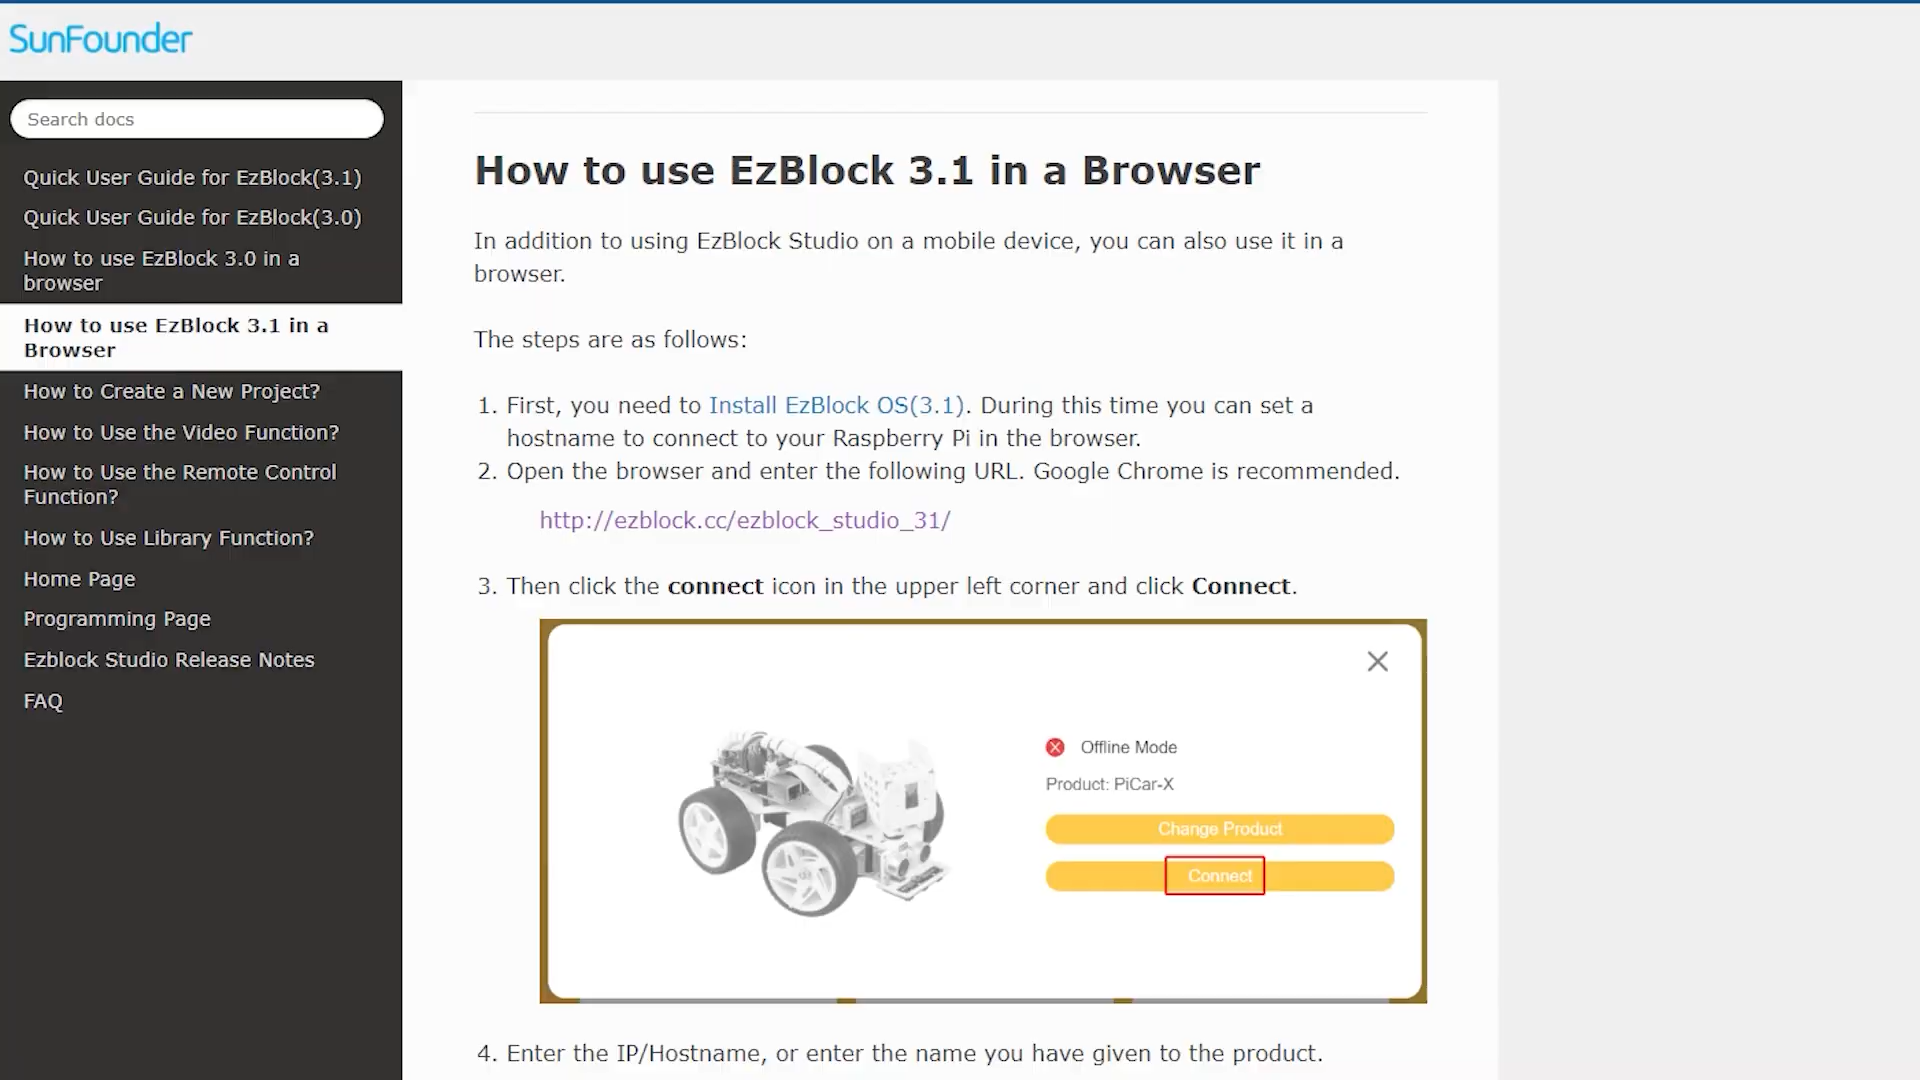 SunFounder
Search docs
Quick User Guide for EzBlock(3.1)
Quick User Guide for EzBlock(3.0)
How to use EzBlock 3.0 in a
browser
How to use EzBlock 3.1 in a
Browser
How to Create a New Project?
How to Use the Video Function?
How to Use the Remote Control
Function?
How to Use Library Function?
Home Page
Programming Page
Ezblock Studio Release Notes
FAQ
How to use EzBlock 3.1 in a Browser
In addition to using EzBlock Studio on a mobile device, you can also use it in a
browser.
The steps are as follows:
1. First, you need to Install EzBlock OS(3.1). During this time you can set a
hostname to connect to your Raspberry Pi in the browser.
2. Open the browser and enter the following URL. Google Chrome is recommended.
http://ezblock.cc/ezblock_studio_31/
3. Then click the connect icon in the upper left corner and click Connect.
Offline Mode
Product: PiCar-X
Change Product
Connect
4. Enter the IP/Hostname, or enter the name you have given to the product.